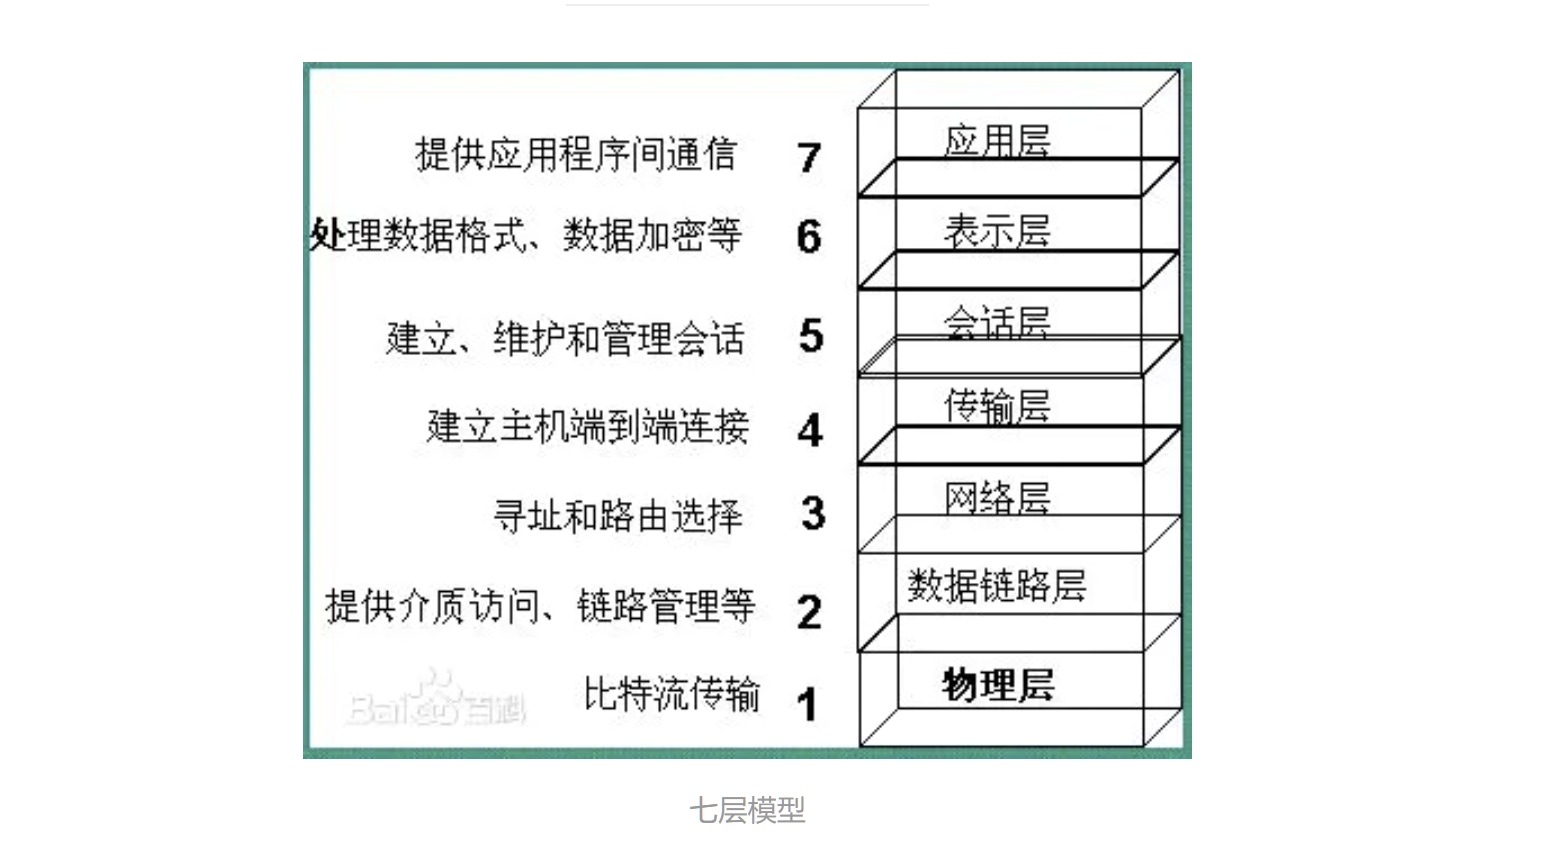 提供应用程序间通信 7 应用层
处理数据格式、数据加密等 6 表示层
建立、维护和管理会话 5 会话层
建立主机端到端连接 4 传输层
寻址和路由选择 3 网络层
提供介质访问、链路管理等 2 数据链路层
比特流传输 1 物理层
Baidu百科
七层模型